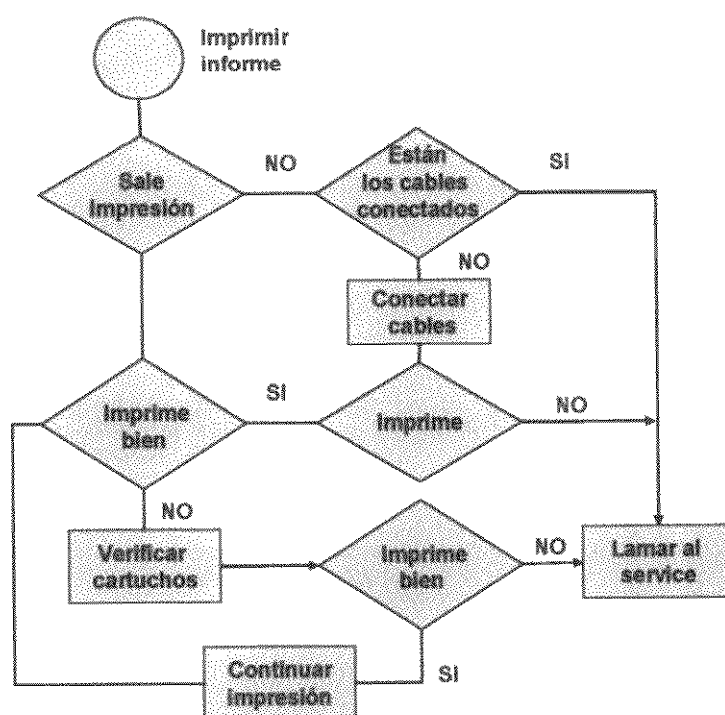 Imprimir
informe
Sale
impresión
NO
Están
los cables
conectados
SI
NO
Conectar
cables
Imprime
bien
SI
Imprime
NO
NO
Verificar
cartuchos
Imprime
bien
NO
Lamar al
service
Continuar
impresión
SI